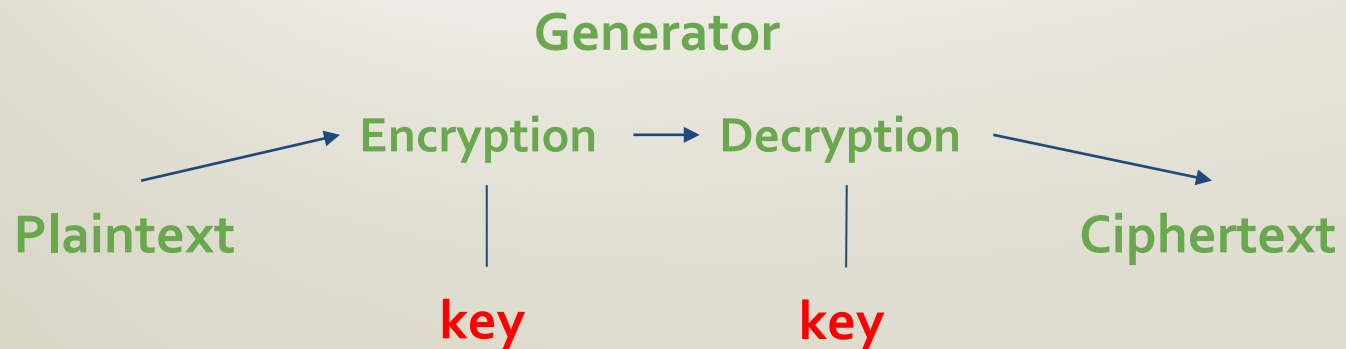 Generator
Encryption Decryption
Plaintext Ciphertext
key key